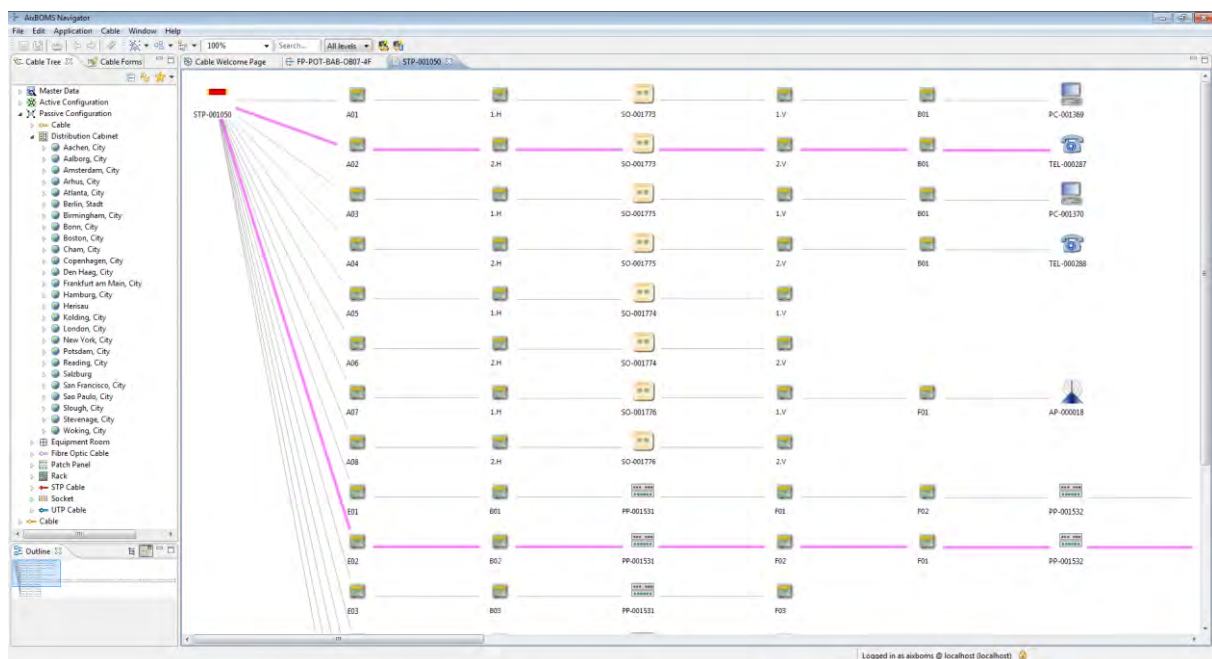 AixBOMS Navigator
File Edit Application Cable Window Help
100% Search... All levels
Cable Tree Cable Forms Cable Welcome Page FP-POT-BAB-OB07-4F STP-001050
Master Data
Active Configuration
Passive Configuration
Cable
Distribution Cabinet
Aachen, City
Aalborg, City
Amsterdam, City
Arhus, City
Atlanta, City
Berlin, Stadt
Birmingham, City
Bonn, City
Boston, City
Cham, City
Copenhagen, City
Den Haag, City
Frankfurt am Main, City
Hamburg, City
Herisau
Kolding, City
London, City
New York, City
Potsdam, City
Reading, City
Salzburg
San Francisco, City
Sao Paulo, City
Slough, City
Stevenage, City
Woking, City
Equipment Room
Fibre Optic Cable
Patch Panel
Rack
STP Cable
Socket
UTP Cable
Cable
Outline
STP-001050 A01 1.H SO-001773 1.V B01 PC-001369
A02 2.H SO-001773 2.V B01 TEL-000287
A03 1.H SO-001775 1.V B01 PC-001370
A04 2.H SO-001775 2.V B01 TEL-000288
A05 1.H SO-001774 1.V
A06 2.H SO-001774 2.V
A07 1.H SO-001776 1.V F01 AP-000018
A08 2.H SO-001776 2.V
E01 B01 PP-001531 F01 F02 PP-001532
E02 B02 PP-001531 F02 F01 PP-001532
E03 B03 PP-001531 F03
Logged in as aixboms @ localhost (localhost)